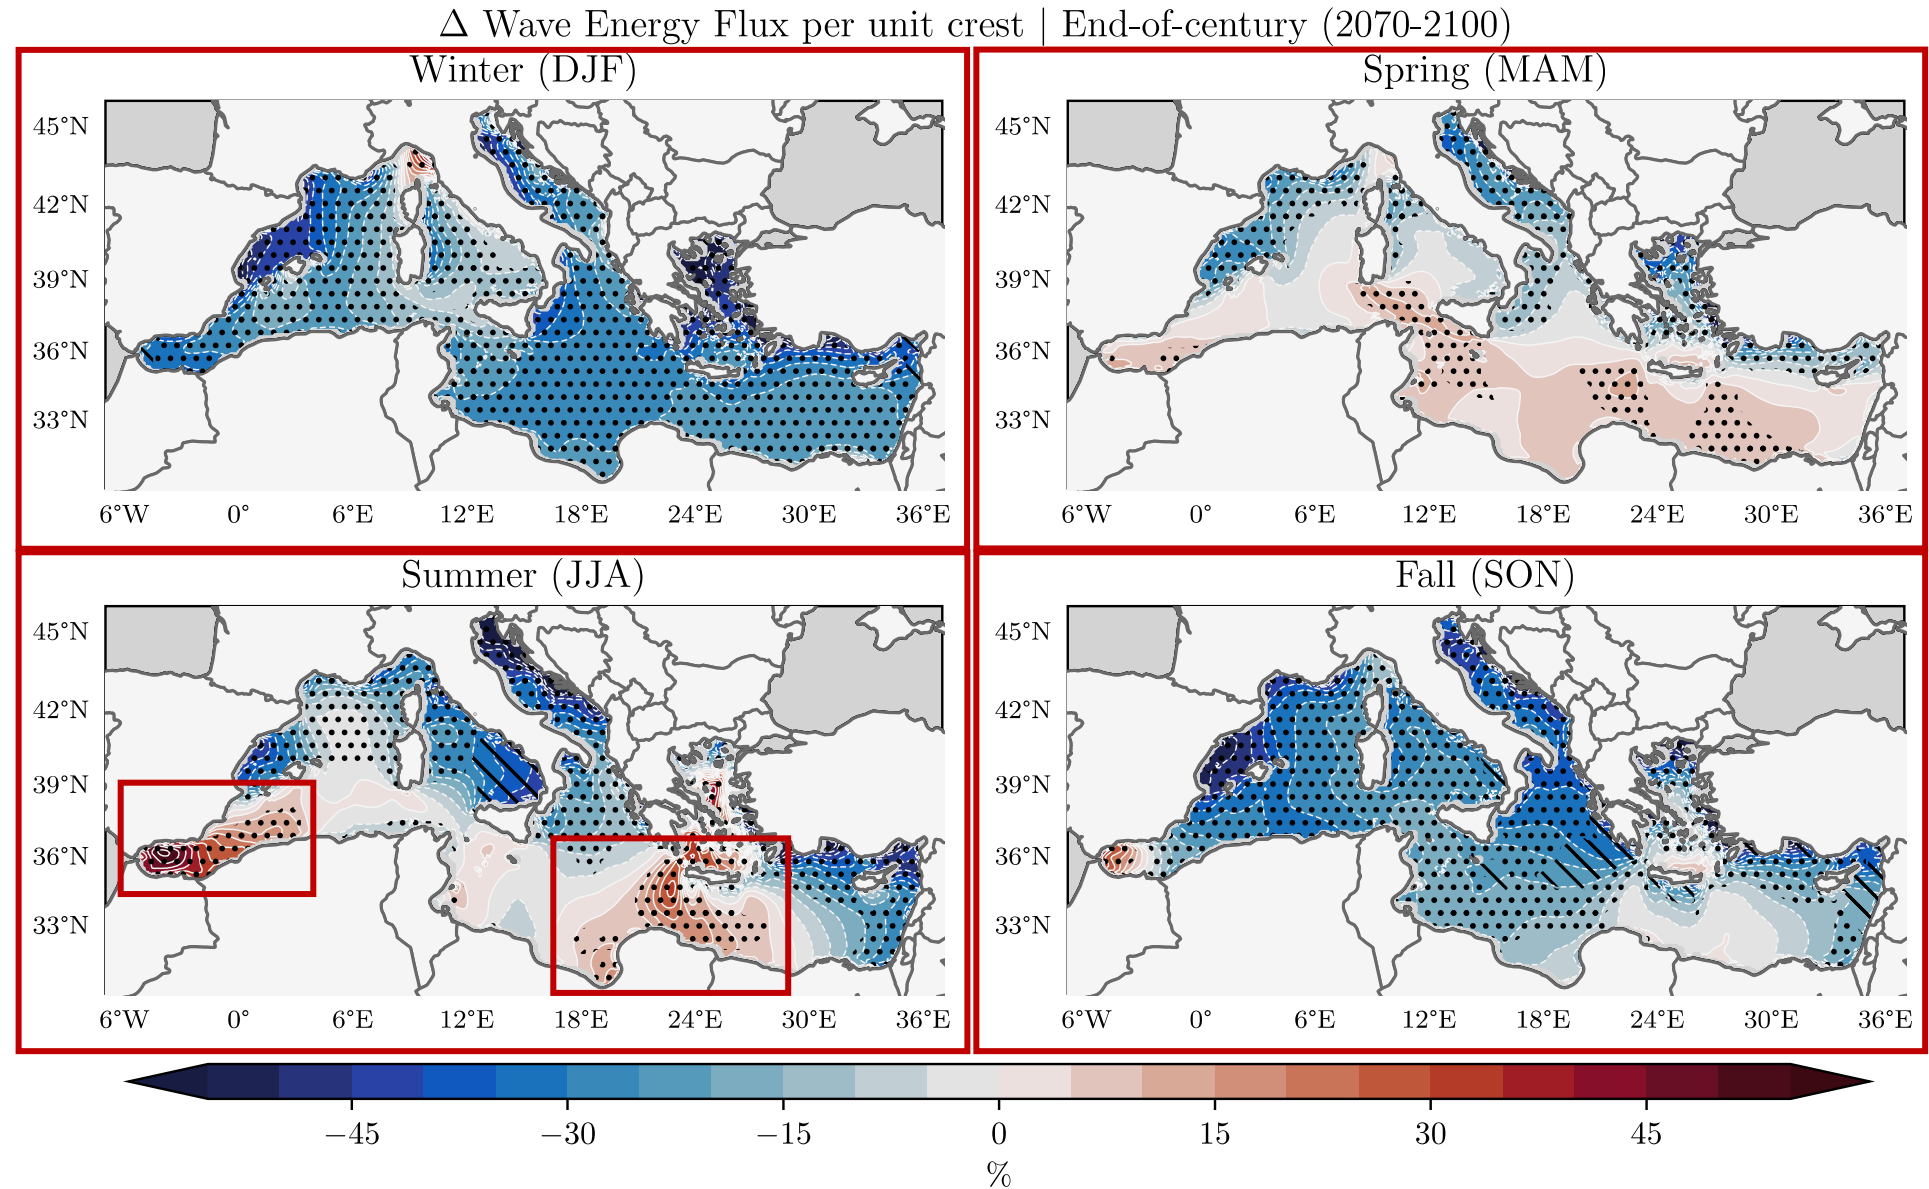 Δ Wave Energy Flux per unit crest | End-of-century (2070-2100)
Winter (DJF)
45°N
42°N
39°N
36°N
33°N
6°W 0° 6°E 12°E 18°E 24°E 30°E 36°E
Spring (MAM)
45°N
42°N
39°N
36°N
33°N
6°W 0° 6°E 12°E 18°E 24°E 30°E 36°E
Summer (JJA)
45°N
42°N
39°N
36°N
33°N
6°W 0° 6°E 12°E 18°E 24°E 30°E 36°E
Fall (SON)
45°N
42°N
39°N
36°N
33°N
6°W 0° 6°E 12°E 18°E 24°E 30°E 36°E
−45 −30 −15 0 15 30 45
%